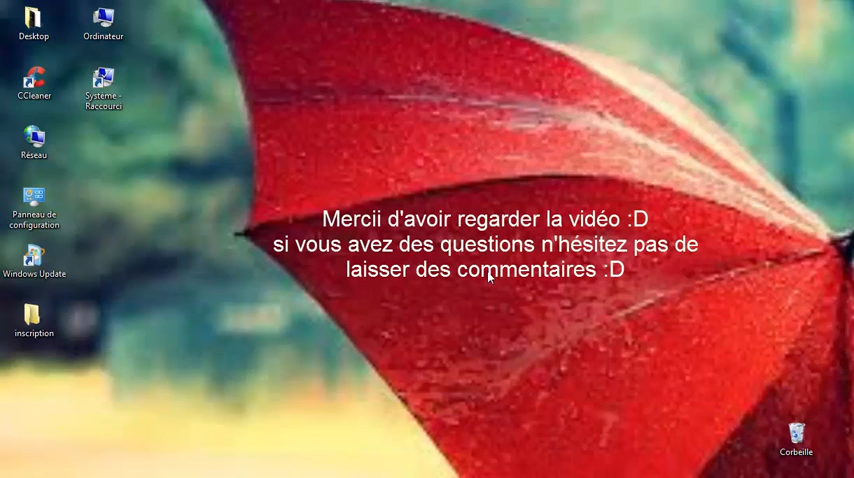 Desktop
Ordinateur
CCleaner
Système -
Raccourci
Réseau
Panneau de
configuration
Windows Update
inscription
Mercii d'avoir regarder la vidéo :D
si vous avez des questions n'hésitez pas de
laisser des commentaires :D
Corbeille